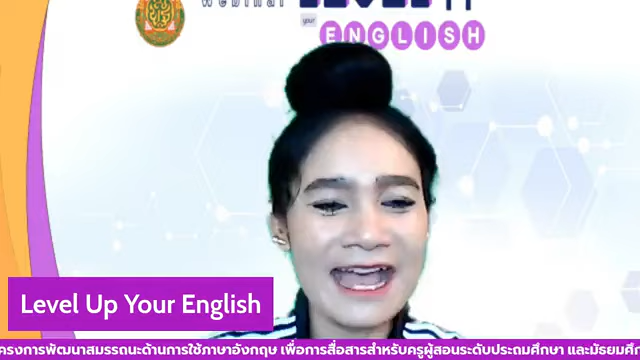 Webinar
your
ENGLISH
Level Up Your English
ครงการพัฒนาสมรรถนะด้านการใช้ภาษาอังกฤษ เพื่อการสื่อสารสำหรับครูผู้สอนระดับประถมศึกษา และมัธยมศึ